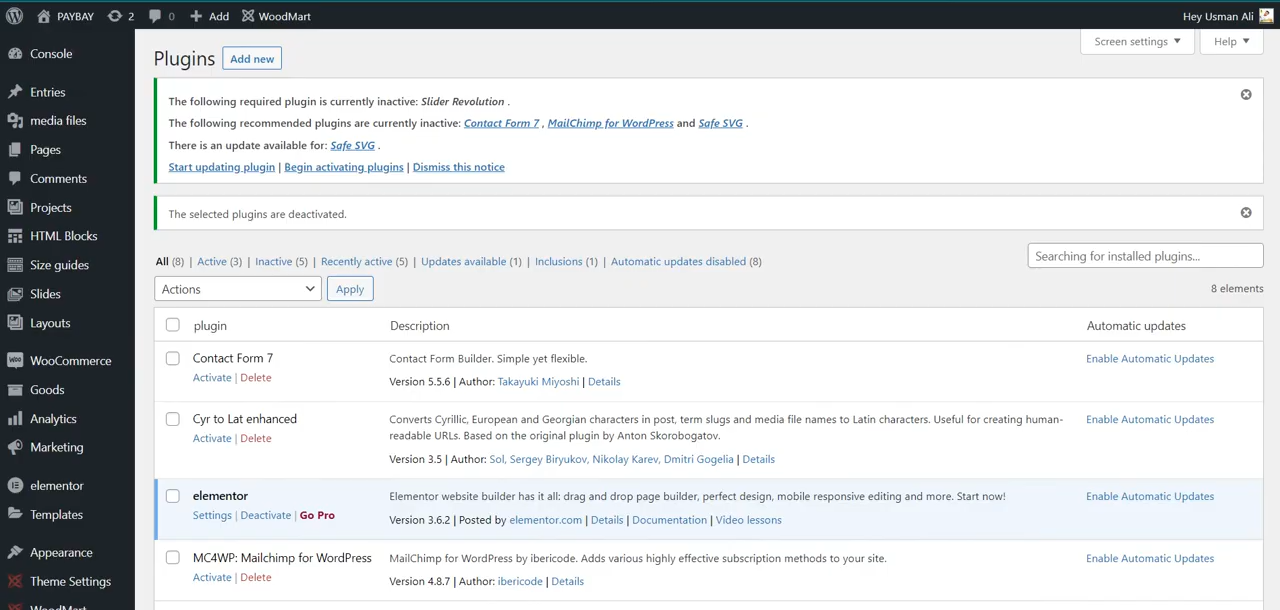 PAYBAY 2 0 Add WoodMart Hey Usman Ali
Console
Entries
media files
Pages
Comments
Projects
HTML Blocks
Size guides
Slides
Layouts
WooCommerce
Goods
Analytics
Marketing
elementor
Templates
Appearance
Theme Settings
WoodMart
Screen settings Help
Plugins Add new
The following required plugin is currently inactive: Slider Revolution .
The following recommended plugins are currently inactive: Contact Form 7 , MailChimp for WordPress and Safe SVG .
There is an update available for: Safe SVG .
Start updating plugin | Begin activating plugins | Dismiss this notice
The selected plugins are deactivated.
All (8) | Active (3) | Inactive (5) | Recently active (5) | Updates available (1) | Inclusions (1) | Automatic updates disabled (8)
Searching for installed plugins...
Actions Apply 8 elements
plugin Description Automatic updates
Contact Form 7 Contact Form Builder. Simple yet flexible. Enable Automatic Updates
Activate | Delete Version 5.5.6 | Author: Takayuki Miyoshi | Details
Cyr to Lat enhanced Converts Cyrillic, European and Georgian characters in post, term slugs and media file names to Latin characters. Useful for creating human- Enable Automatic Updates
Activate | Delete readable URLs. Based on the original plugin by Anton Skorobogatov.
Version 3.5 | Author: Sol, Sergey Biryukov, Nikolay Karev, Dmitri Gogelia | Details
elementor Elementor website builder has it all: drag and drop page builder, perfect design, mobile responsive editing and more. Start now! Enable Automatic Updates
Settings | Deactivate | Go Pro Version 3.6.2 | Posted by elementor.com | Details | Documentation | Video lessons
MC4WP: Mailchimp for WordPress MailChimp for WordPress by ibericode. Adds various highly effective subscription methods to your site. Enable Automatic Updates
Activate | Delete Version 4.8.7 | Author: ibericode | Details